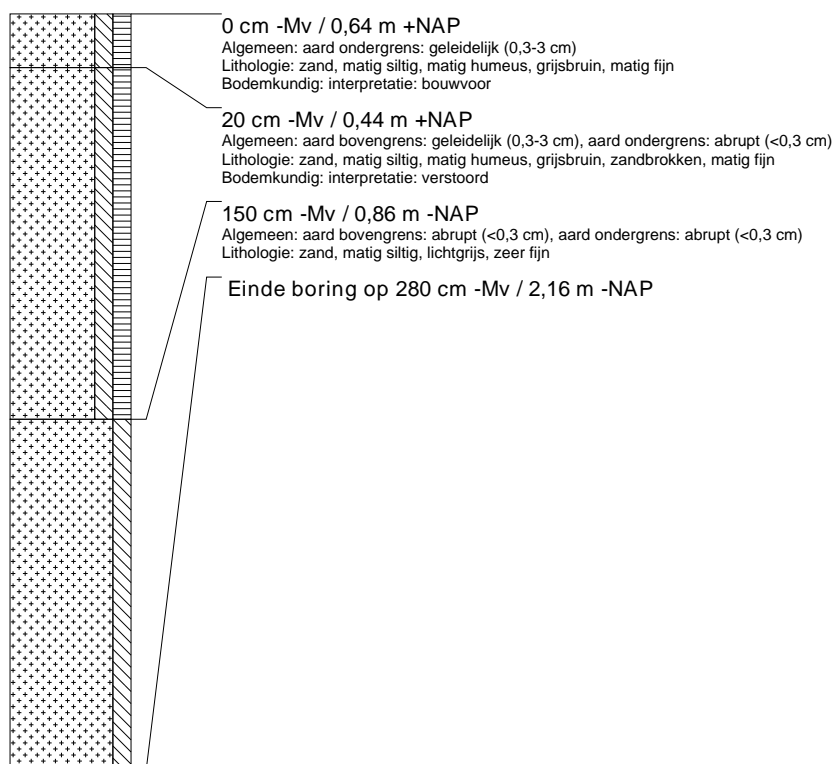 0 cm -Mv / 0,64 m +NAP
Algemeen: aard ondergrens: geleidelijk (0,3-3 cm)
Lithologie: zand, matig siltig, matig humeus, grijsbruin, matig fijn
Bodemkundig: interpretatie: bouwvoor
20 cm -Mv / 0,44 m +NAP
Algemeen: aard bovengrens: geleidelijk (0,3-3 cm), aard ondergrens: abrupt (<0,3 cm)
Lithologie: zand, matig siltig, matig humeus, grijsbruin, zandbrokken, matig fijn
Bodemkundig: interpretatie: verstoord
150 cm -Mv / 0,86 m -NAP
Algemeen: aard bovengrens: abrupt (<0,3 cm), aard ondergrens: abrupt (<0,3 cm)
Lithologie: zand, matig siltig, lichtgrijs, zeer fijn
Einde boring op 280 cm -Mv / 2,16 m -NAP